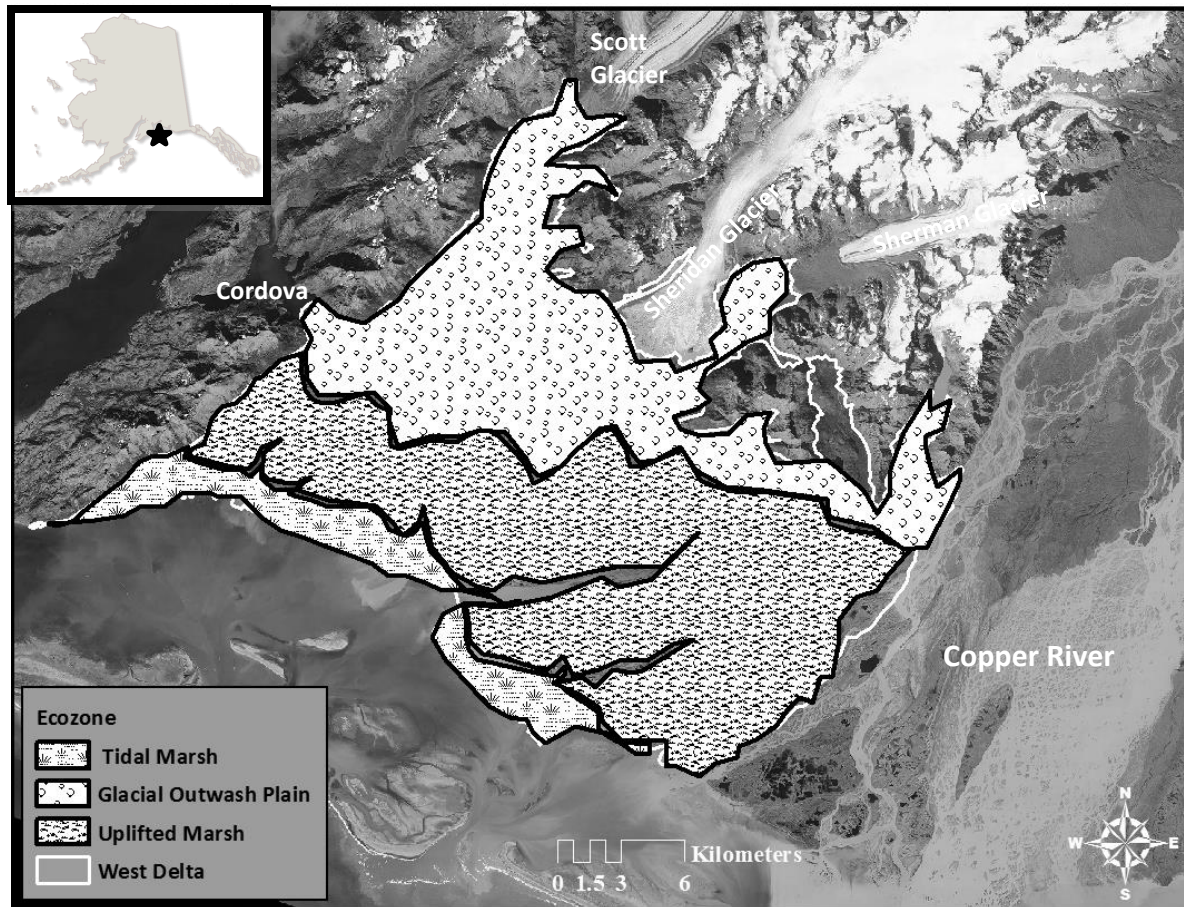 Scott
Glacier
Sheridan Glacier
Sherman Glacier
Cordova
Copper River
Ecozone
Tidal Marsh
Glacial Outwash Plain
Uplifted Marsh
West Delta
Kilometers
0 1.5 3 6
N
W E
S